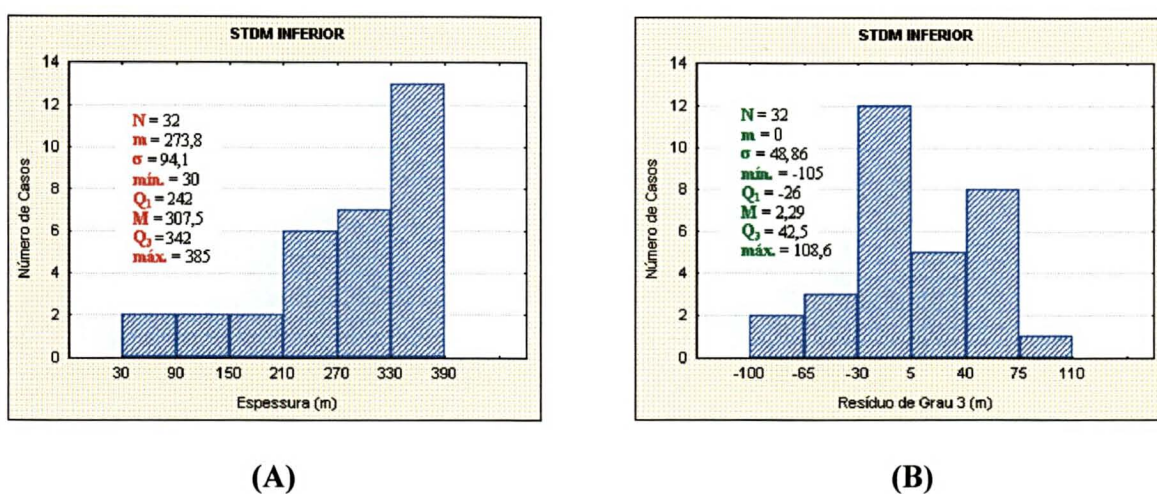 STDM INFERIOR
Número de Casos
14
12
10
8
6
4
2
0
N = 32
m = 273,8
σ = 94,1
mín. = 30
Q₁ = 242
M = 307,5
Q₃ = 342
máx. = 385
30 90 150 210 270 330 390
Espessura (m)
(A)
STDM INFERIOR
Número de Casos
14
12
10
8
6
4
2
0
N = 32
m = 0
σ = 48,86
mín. = -105
Q₁ = -26
M = 2,29
Q₃ = 42,5
máx. = 108,6
-100 -65 -30 5 40 75 110
Resíduo de Grau 3 (m)
(B)